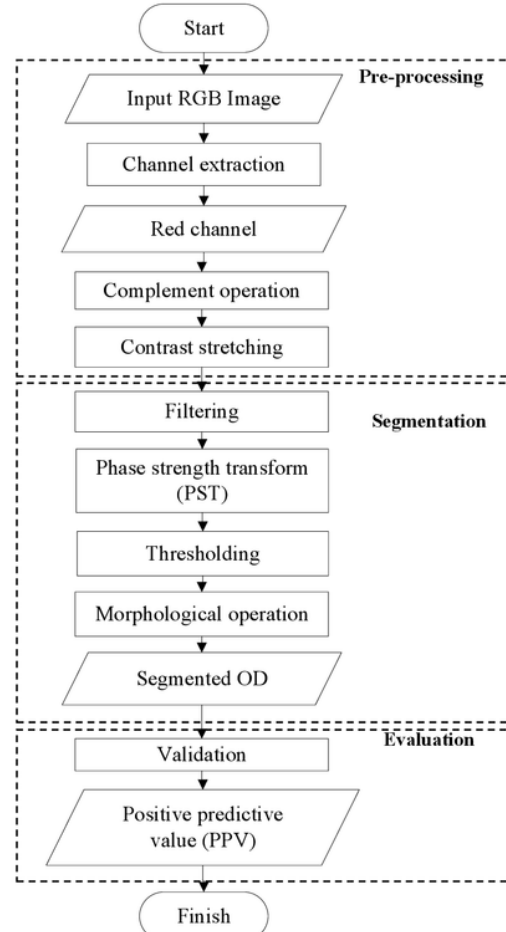 Start
Pre-processing
Input RGB Image
Channel extraction
Red channel
Complement operation
Contrast stretching
Filtering
Segmentation
Phase strength transform
(PST)
Thresholding
Morphological operation
Segmented OD
Evaluation
Validation
Positive predictive
value (PPV)
Finish